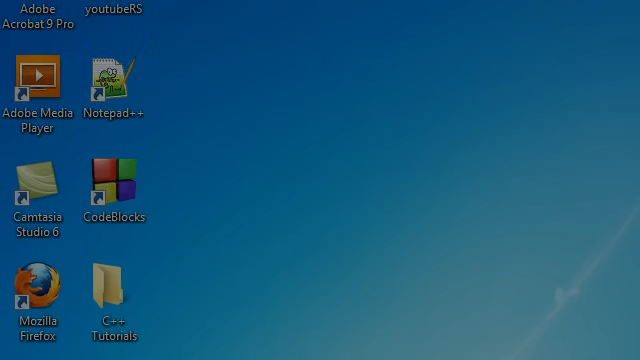 Adobe
Acrobat 9 Pro
youtubeRS
Adobe Media
Player
Notepad++
Camtasia
Studio 6
CodeBlocks
Mozilla
Firefox
C++
Tutorials